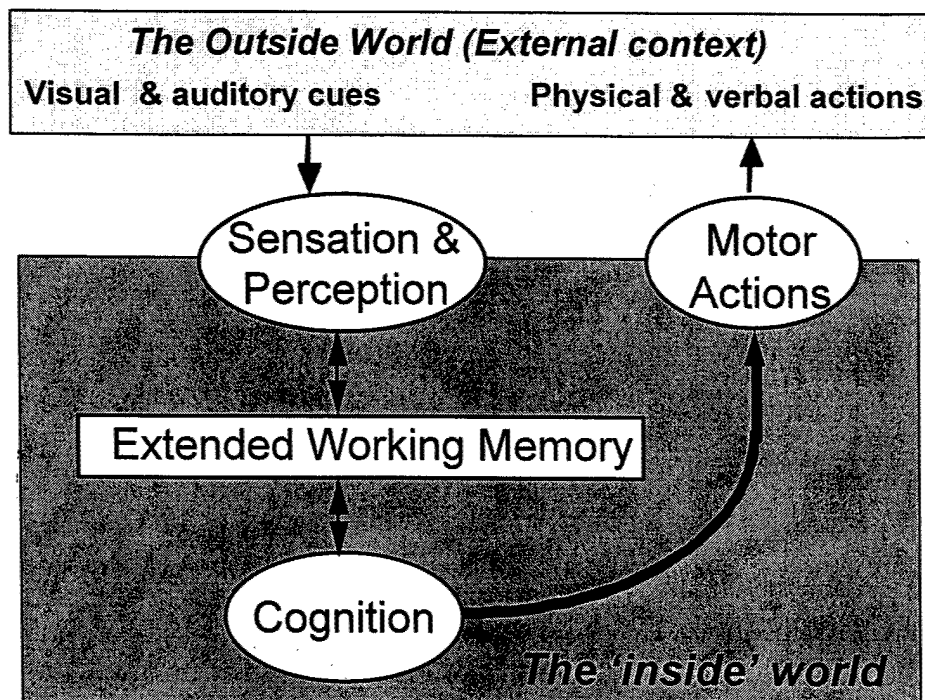 The Outside World (External context)
Visual & auditory cues
Physical & verbal actions
Sensation &
Perception
Motor
Actions
Extended Working Memory
Cognition
The 'inside' world